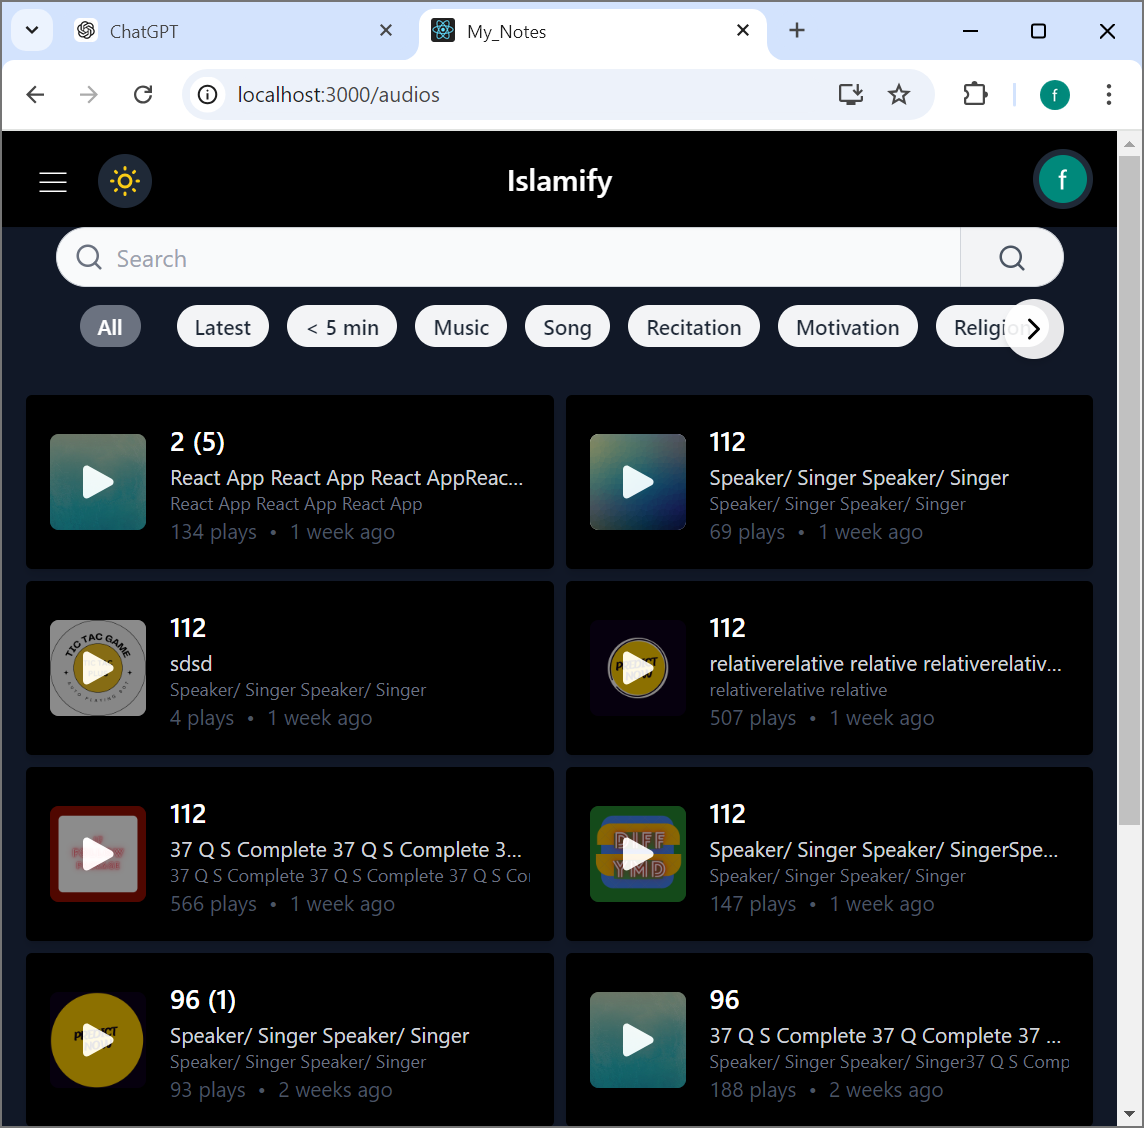 ChatGPT
My_Notes
localhost:3000/audios
f
Islamify
f
Search
All
Latest
< 5 min
Music
Song
Recitation
Motivation
2 (5)
React App React App React AppReac...
React App React App React App
134 plays • 1 week ago
112
Speaker/ Singer Speaker/ Singer
Speaker/ Singer Speaker/ Singer
69 plays • 1 week ago
TIC TAC GAME
112
sdsd
Speaker/ Singer Speaker/ Singer
4 plays • 1 week ago
112
relativerelative relative relativerelativ...
relativerelative relative
507 plays • 1 week ago
112
37 Q S Complete 37 Q S Complete 3...
37 Q S Complete 37 Q S Complete 37 Q S Co
566 plays • 1 week ago
DIFF
YMD
112
Speaker/ Singer Speaker/ SingerSpe...
Speaker/ Singer Speaker/ Singer
147 plays • 1 week ago
96 (1)
Speaker/ Singer Speaker/ Singer
Speaker/ Singer Speaker/ Singer
93 plays • 2 weeks ago
96
37 Q S Complete 37 Q Complete 37 ...
Speaker/ Singer Speaker/ Singer37 Q S Comp
188 plays • 2 weeks ago